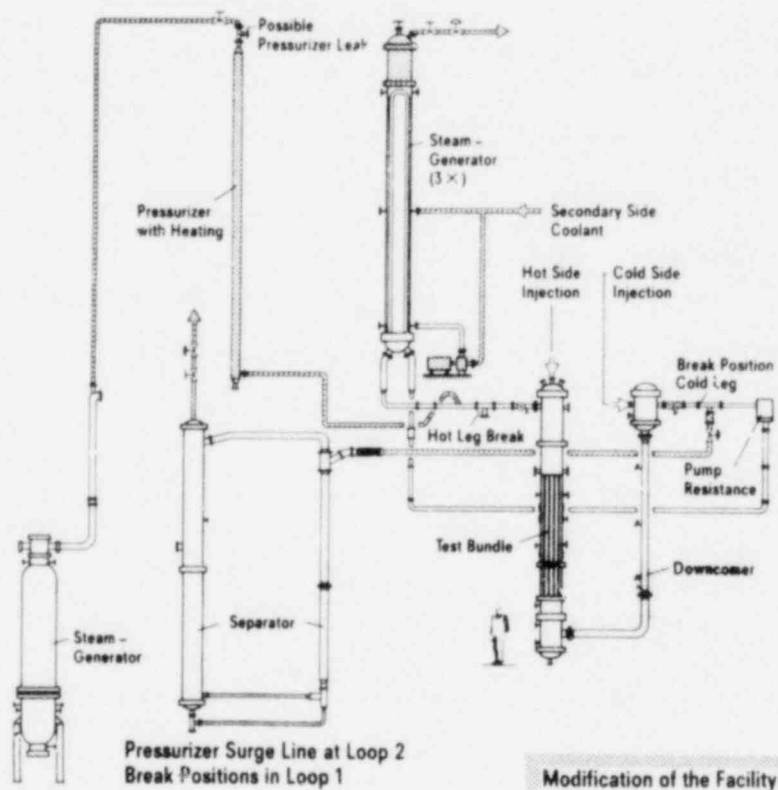 Possible
Pressurizer Leak
Steam –
Generator
(3 X)
Pressurizer
with Heating
Secondary Side
Coolant
Hot Side
Injection
Cold Side
Injection
Break Position
Cold Leg
Hot Leg Break
Pump
Resistance
Test Bundle
Downcomer
Separator
Steam –
Generator
Pressurizer Surge Line at Loop 2
Break Positions in Loop 1
Modification of the Facility